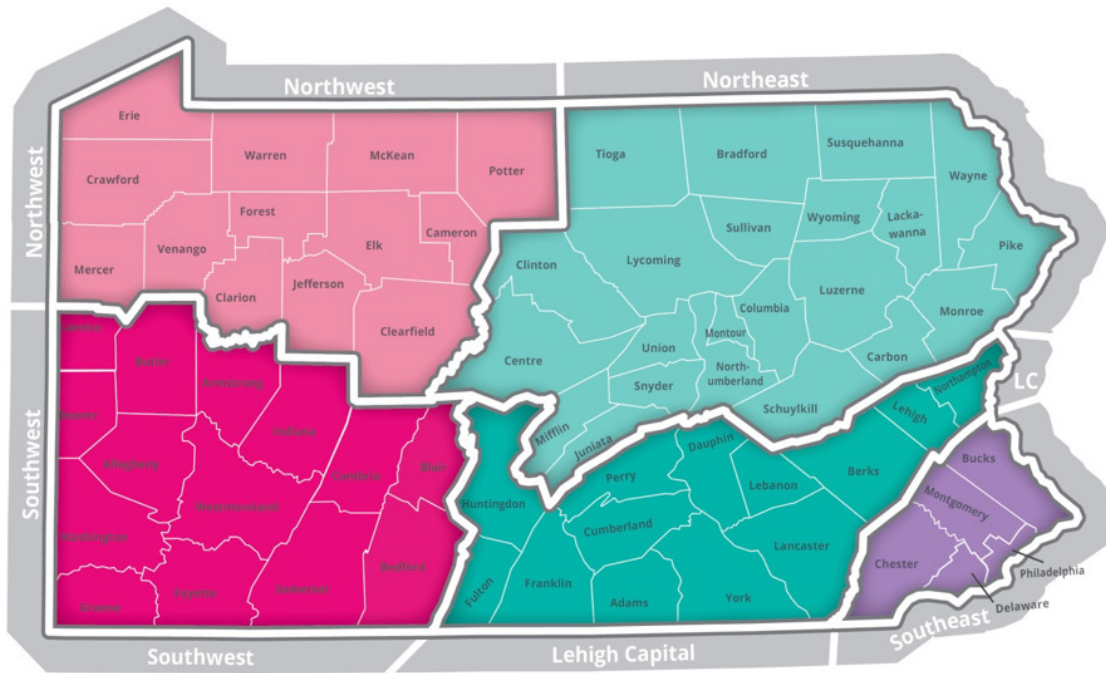 Northwest
Northeast
Northwest
Southwest
LC
Southwest
Lehigh Capital
Southeast
Erie
Crawford
Mercer
Warren
McKean
Potter
Forest
Venango
Clarion
Jefferson
Elk
Cameron
Clearfield
Tioga
Bradford
Susquehanna
Wayne
Sullivan
Wyoming
Lacka-
wanna
Pike
Clinton
Lycoming
Luzerne
Columbia
Montour
Monroe
Centre
Union
North-
umberland
Snyder
Carbon
Schuylkill
Mifflin
Juniata
Butler
Armstrong
Beaver
Indiana
Allegheny
Cambria
Blair
Westmoreland
Washington
Greene
Fayette
Somerset
Bedford
Huntingdon
Fulton
Franklin
Perry
Cumberland
Adams
Dauphin
Lebanon
York
Lancaster
Berks
Lehigh
Northampton
Bucks
Montgomery
Chester
Philadelphia
Delaware